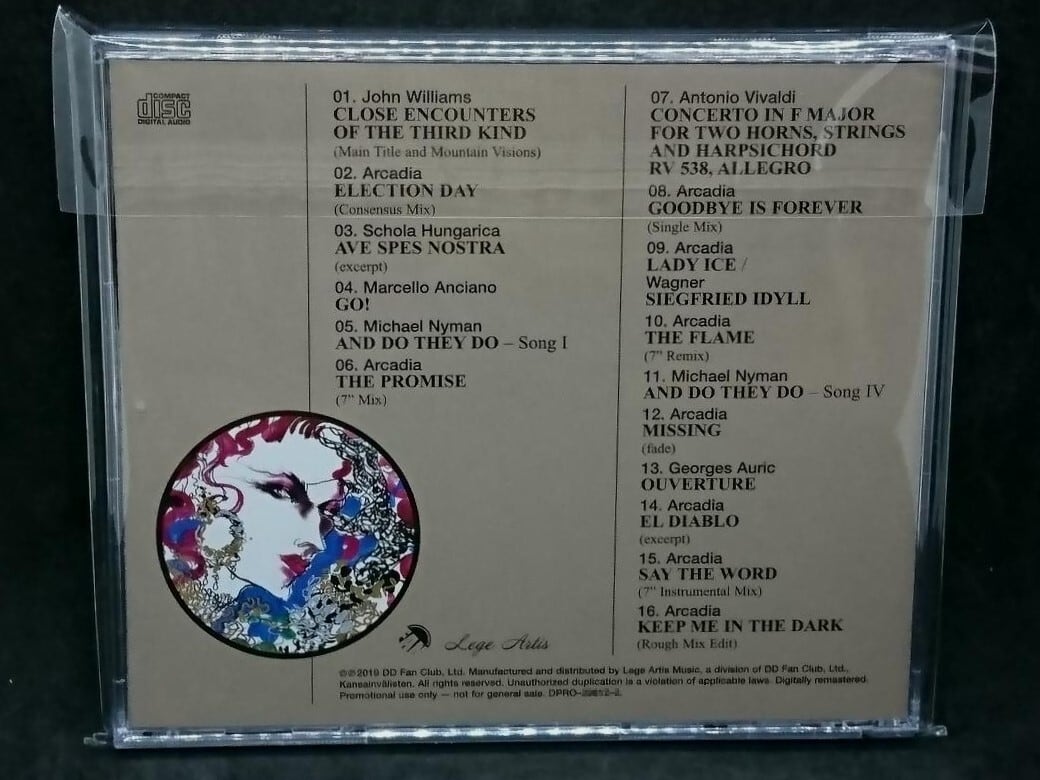 COMPACT
disc
DIGITAL AUDIO
01. John Williams
CLOSE ENCOUNTERS
OF THE THIRD KIND
(Main Title and Mountain Visions)
02. Arcadia
ELECTION DAY
(Consensus Mix)
03. Schola Hungarica
AVE SPES NOSTRA
(excerpt)
04. Marcello Anciano
GO!
05. Michael Nyman
AND DO THEY DO – Song I
06. Arcadia
THE PROMISE
(7” Mix)
07. Antonio Vivaldi
CONCERTO IN F MAJOR
FOR TWO HORNS, STRINGS
AND HARPSICHORD
RV 538, ALLEGRO
08. Arcadia
GOODBYE IS FOREVER
(Single Mix)
09. Arcadia
LADY ICE /
Wagner
SIEGFRIED IDYLL
10. Arcadia
THE FLAME
(7” Remix)
11. Michael Nyman
AND DO THEY DO – Song IV
12. Arcadia
MISSING
(fade)
13. Georges Auric
OUVERTURE
14. Arcadia
EL DIABLO
(excerpt)
15. Arcadia
SAY THE WORD
(7” Instrumental Mix)
16. Arcadia
KEEP ME IN THE DARK
(Rough Mix Edit)
Lege Artis
℗©2019 DD Fan Club, Ltd. Manufactured and distributed by Lege Artis Music, a division of DD Fan Club, Ltd.,
Kansainvälisten. All rights reserved. Unauthorized duplication is a violation of applicable laws. Digitally remastered.
Promotional use only — not for general sale.